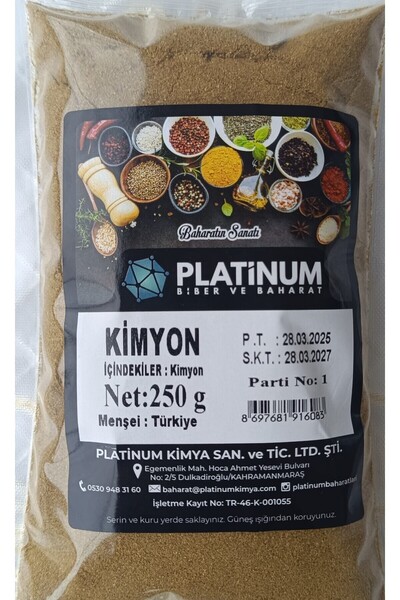 Baharatın Sanatı
PLATiNUM
BİBER VE BAHARAT
KİMYON
İÇİNDEKİLER : Kimyon
Net:250 g
Menşei : Türkiye
P .T. : 28.03.2025
S.K.T. : 28.03.2027
Parti No: 1
8 697681 916085
PLATİNUM KİMYA SAN. ve TİC. LTD. ŞTİ.
Egemenlik Mah. Hoca Ahmet Yesevi Bulvarı
No: 2/5 Dulkadiroğlu/KAHRAMANMARAŞ
0530 948 31 60 baharat@platinumkimya.com
İşletme Kayıt No: TR-46-K-001055
Serin ve kuru yerde saklayınız. Güneş ışığından koruyunuz.